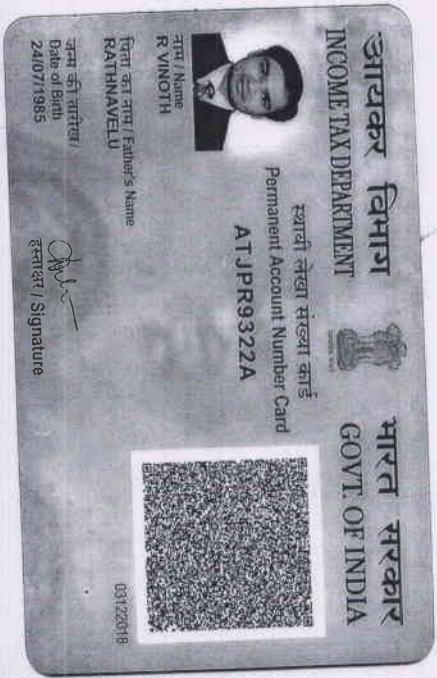 आयकर विभाग
INCOME TAX DEPARTMENT
भारत सरकार
GOVT. OF INDIA
स्थायी लेखा संख्या कार्ड
Permanent Account Number Card
ATJPR9322A
नाम / Name
R VINOTH
पिता का नाम / Father's Name
RATHNAVELU
जन्म की तारीख /
Date of Birth
24/07/1985
हस्ताक्षर / Signature
03122018